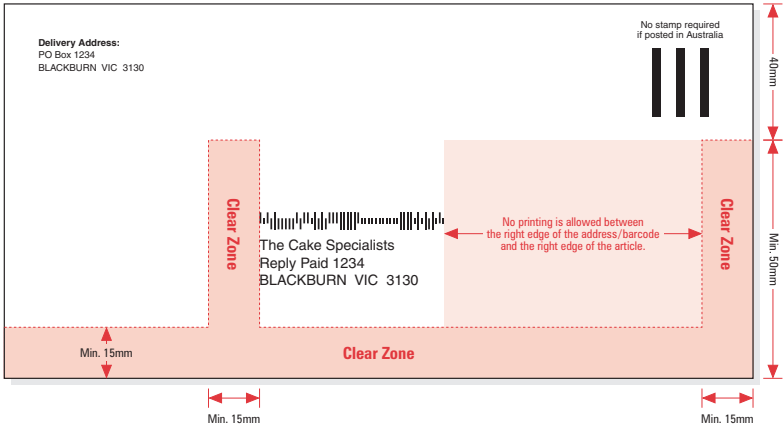 No stamp required
if posted in Australia
Delivery Address:
PO Box 1234
BLACKBURN VIC 3130
40mm
Clear Zone
The Cake Specialists
Reply Paid 1234
BLACKBURN VIC 3130
No printing is allowed between
the right edge of the address/barcode
and the right edge of the article.
Clear Zone
Min. 50mm
Min. 15mm
Clear Zone
Min. 15mm
Min. 15mm